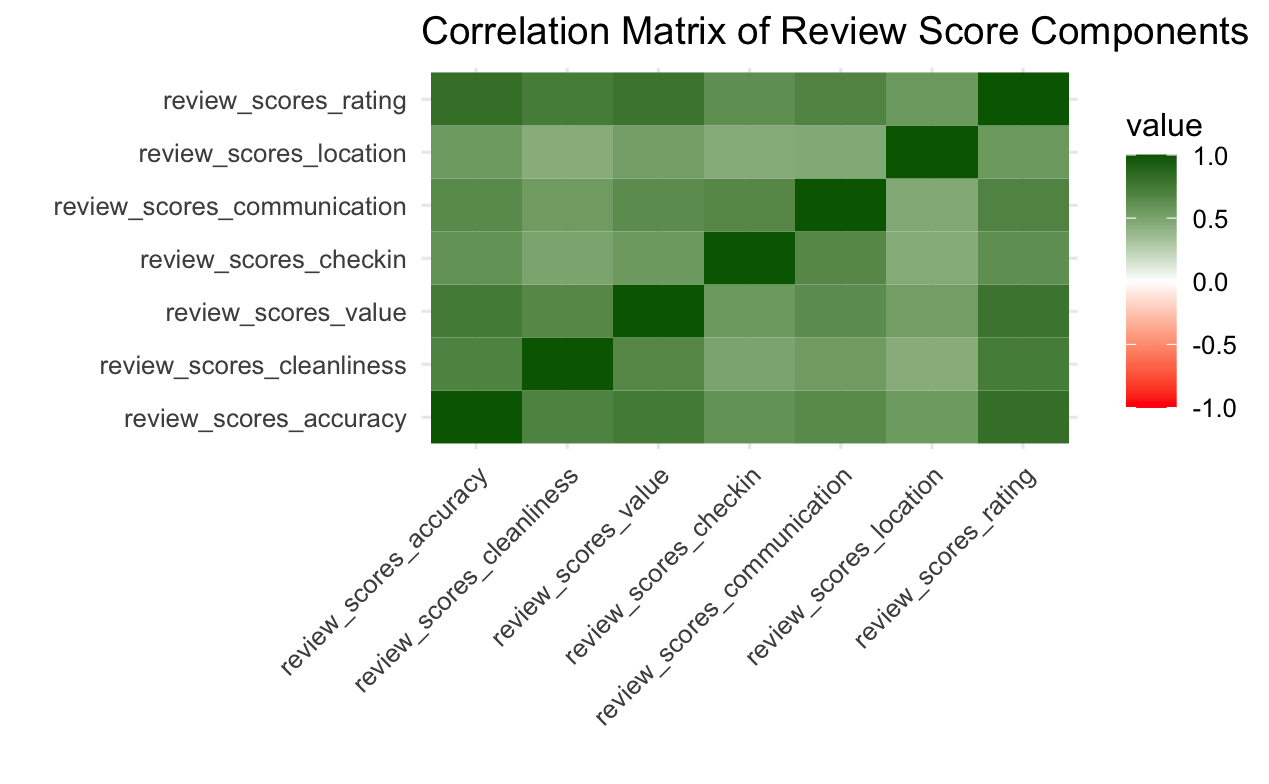 Correlation Matrix of Review Score Components
review_scores_rating
review_scores_location
review_scores_communication
review_scores_checkin
review_scores_value
review_scores_cleanliness
review_scores_accuracy
review_scores_accuracy
review_scores_cleanliness
review_scores_value
review_scores_checkin
review_scores_communication
review_scores_location
review_scores_rating
value
1.0
0.5
0.0
-0.5
-1.0